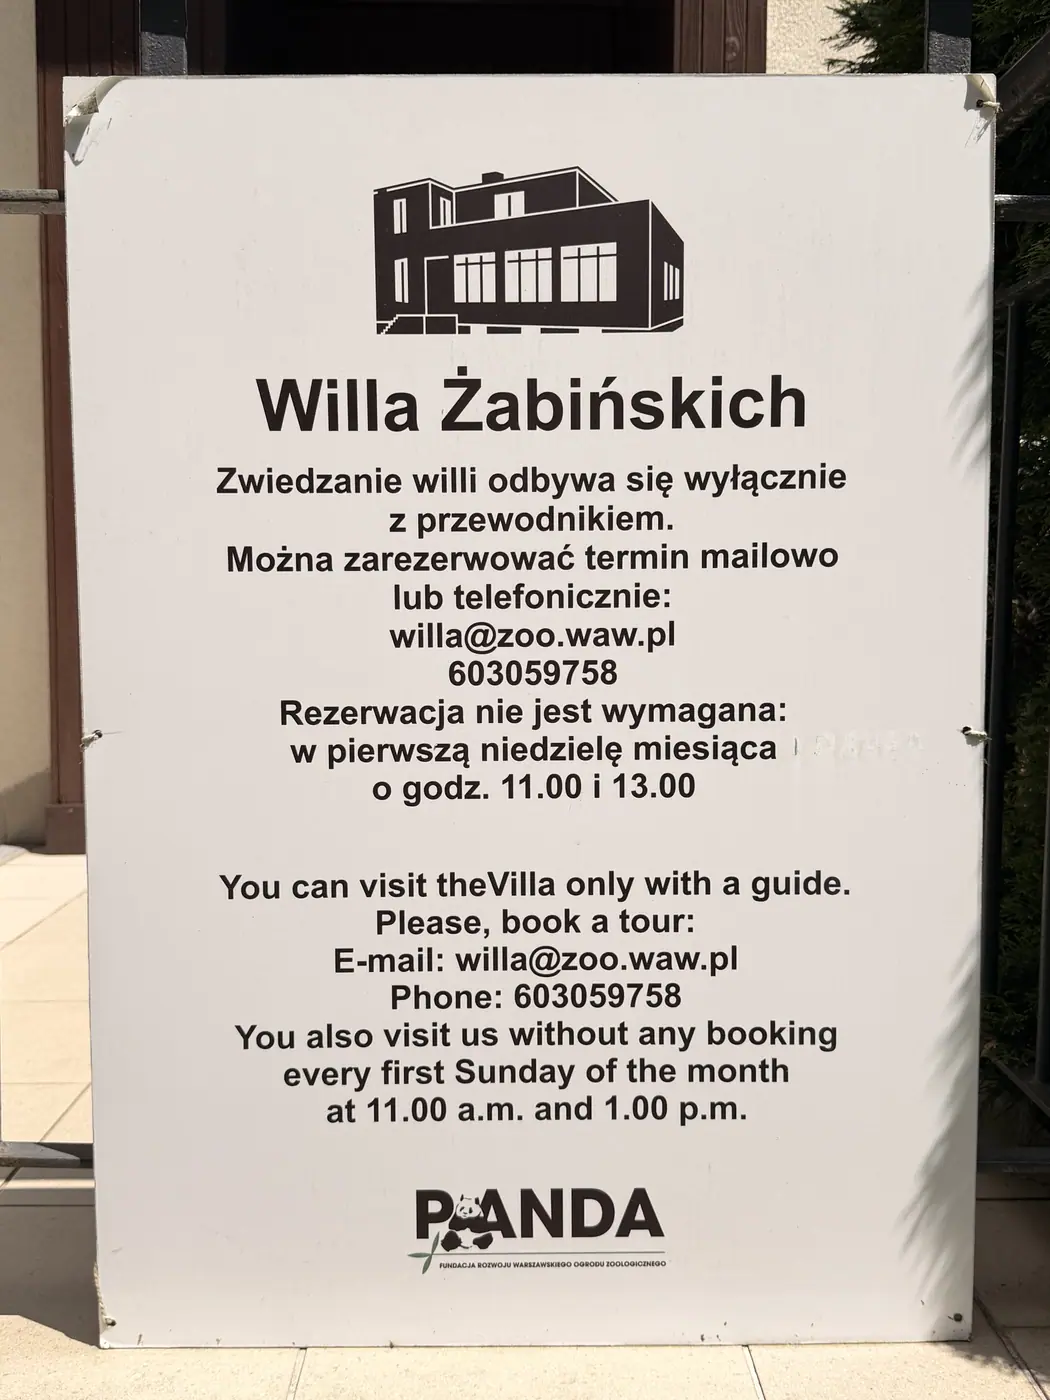 Willa Żabińskich
Zwiedzanie willi odbywa się wyłącznie
z przewodnikiem.
Można zarezerwować termin mailowo
lub telefonicznie:
willa@zoo.waw.pl
603059758
Rezerwacja nie jest wymagana:
w pierwszą niedzielę miesiąca
o godz. 11.00 i 13.00
You can visit theVilla only with a guide.
Please, book a tour:
E-mail: willa@zoo.waw.pl
Phone: 603059758
You also visit us without any booking
every first Sunday of the month
at 11.00 a.m. and 1.00 p.m.
PANDA
FUNDACJA ROZWOJU WARSZAWSKIEGO OGRODU ZOOLOGICZNEGO